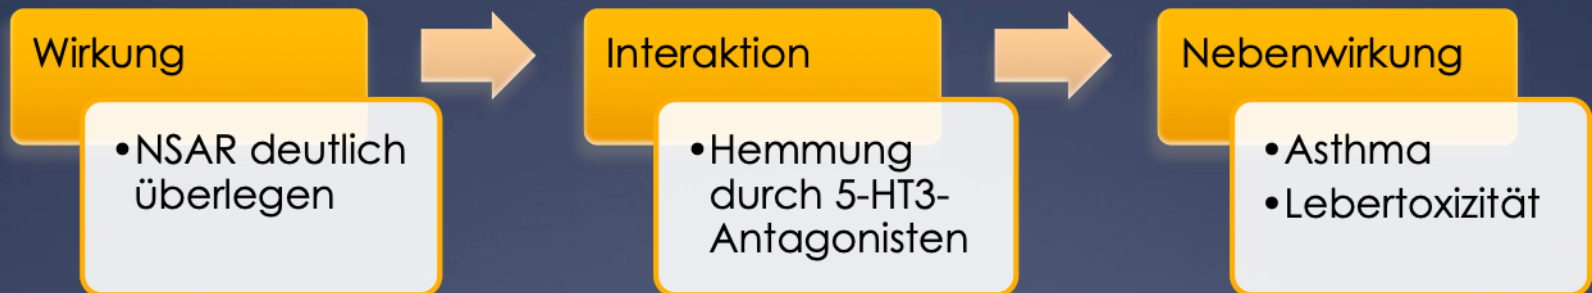 Wirkung
•NSAR deutlich
überlegen
Interaktion
•Hemmung
durch 5-HT3-
Antagonisten
Nebenwirkung
•Asthma
•Lebertoxizität